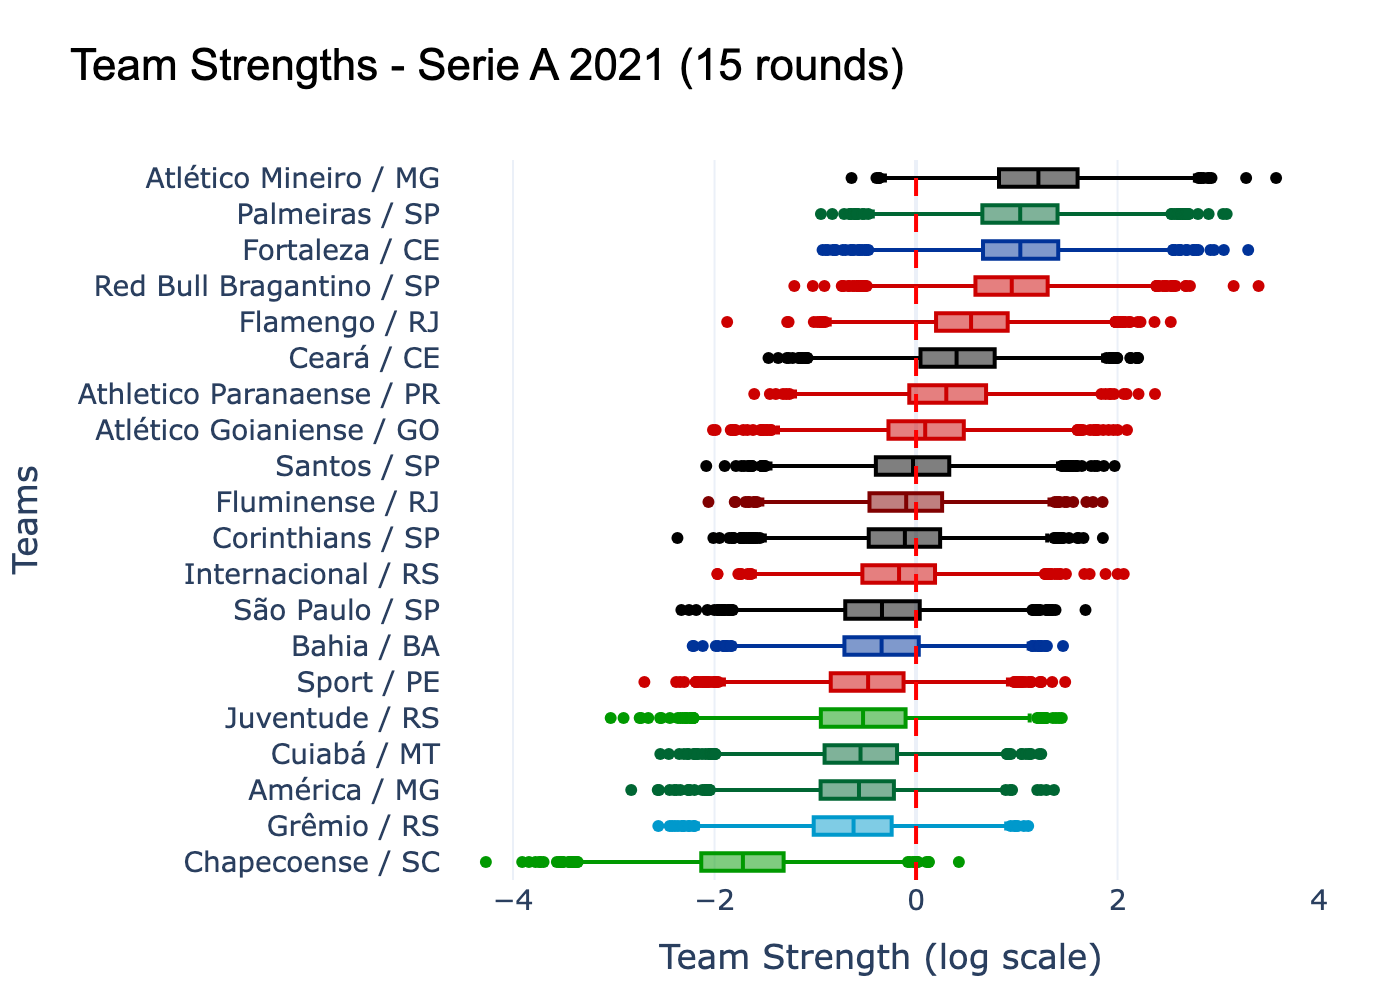 Team Strengths - Serie A 2021 (15 rounds)
Atlético Mineiro / MG
Palmeiras / SP
Fortaleza / CE
Red Bull Bragantino / SP
Flamengo / RJ
Ceará / CE
Athletico Paranaense / PR
Atlético Goianiense / GO
Santos / SP
Fluminense / RJ
Corinthians / SP
Internacional / RS
São Paulo / SP
Bahia / BA
Sport / PE
Juventude / RS
Cuiabá / MT
América / MG
Grêmio / RS
Chapecoense / SC
Teams
−4 −2 0 2 4
Team Strength (log scale)